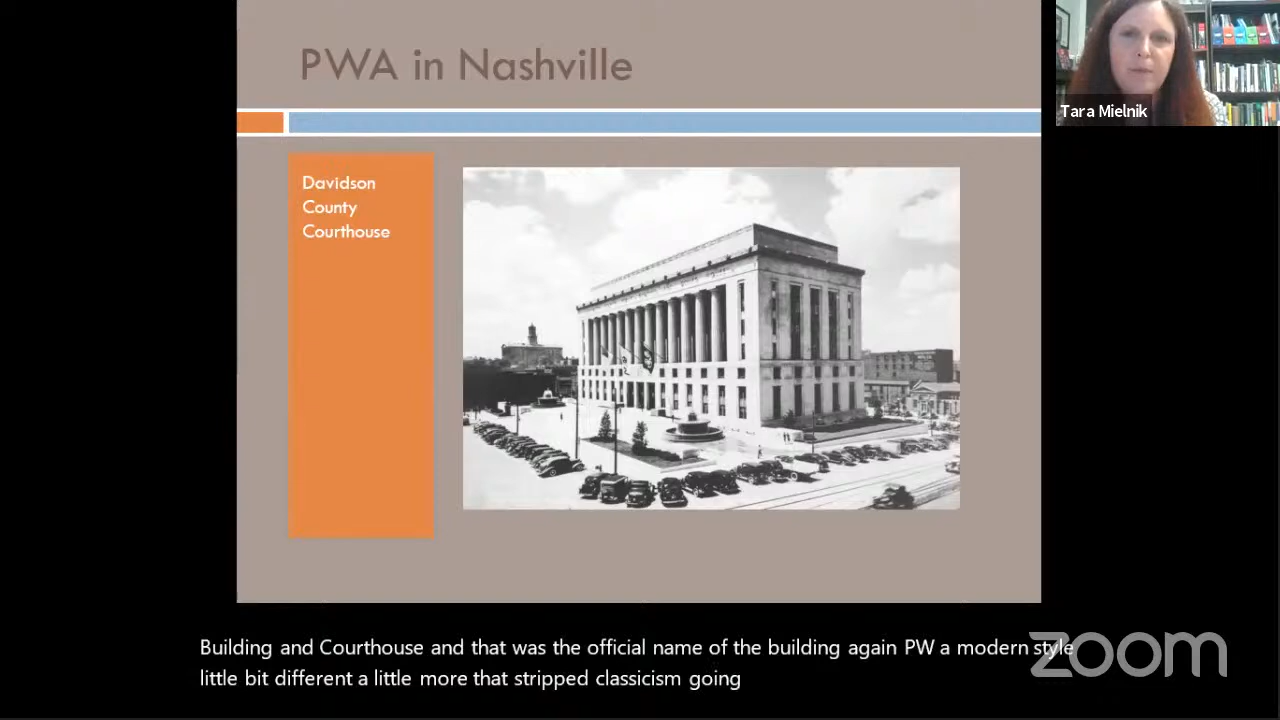 PWA in Nashville
Tara Mielnik
Davidson
County
Courthouse
Building and Courthouse and that was the official name of the building again PW a modern style
little bit different a little more that stripped classicism going
zoom